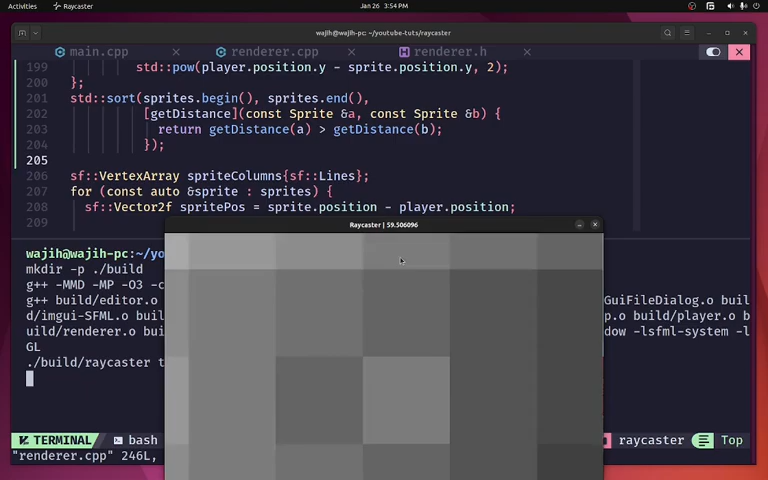 Activities Raycaster Jan 26 3:54 PM
wajih@wajih-pc: ~/youtube-tuts/raycaster
main.cpp × renderer.cpp × renderer.h ×
199 std::pow(player.position.y - sprite.position.y, 2);
200 };
201 std::sort(sprites.begin(), sprites.end(),
202 [getDistance](const Sprite &a, const Sprite &b) {
203 return getDistance(a) > getDistance(b);
204 });
205
206 sf::VertexArray spriteColumns{sf::Lines};
207 for (const auto &sprite : sprites) {
208 sf::Vector2f spritePos = sprite.position - player.position;
209
Raycaster | 59.506096
wajih@wajih-pc:~/yo
mkdir -p ./build
g++ -MMD -MP -O3 -c
g++ build/editor.o GuiFileDialog.o buil
d/imgui-SFML.o bui p.o build/player.o b
uild/renderer.o bui dow -lsfml-system -l
GL
./build/raycaster t
TERMINAL bash raycaster Top
"renderer.cpp" 246L,